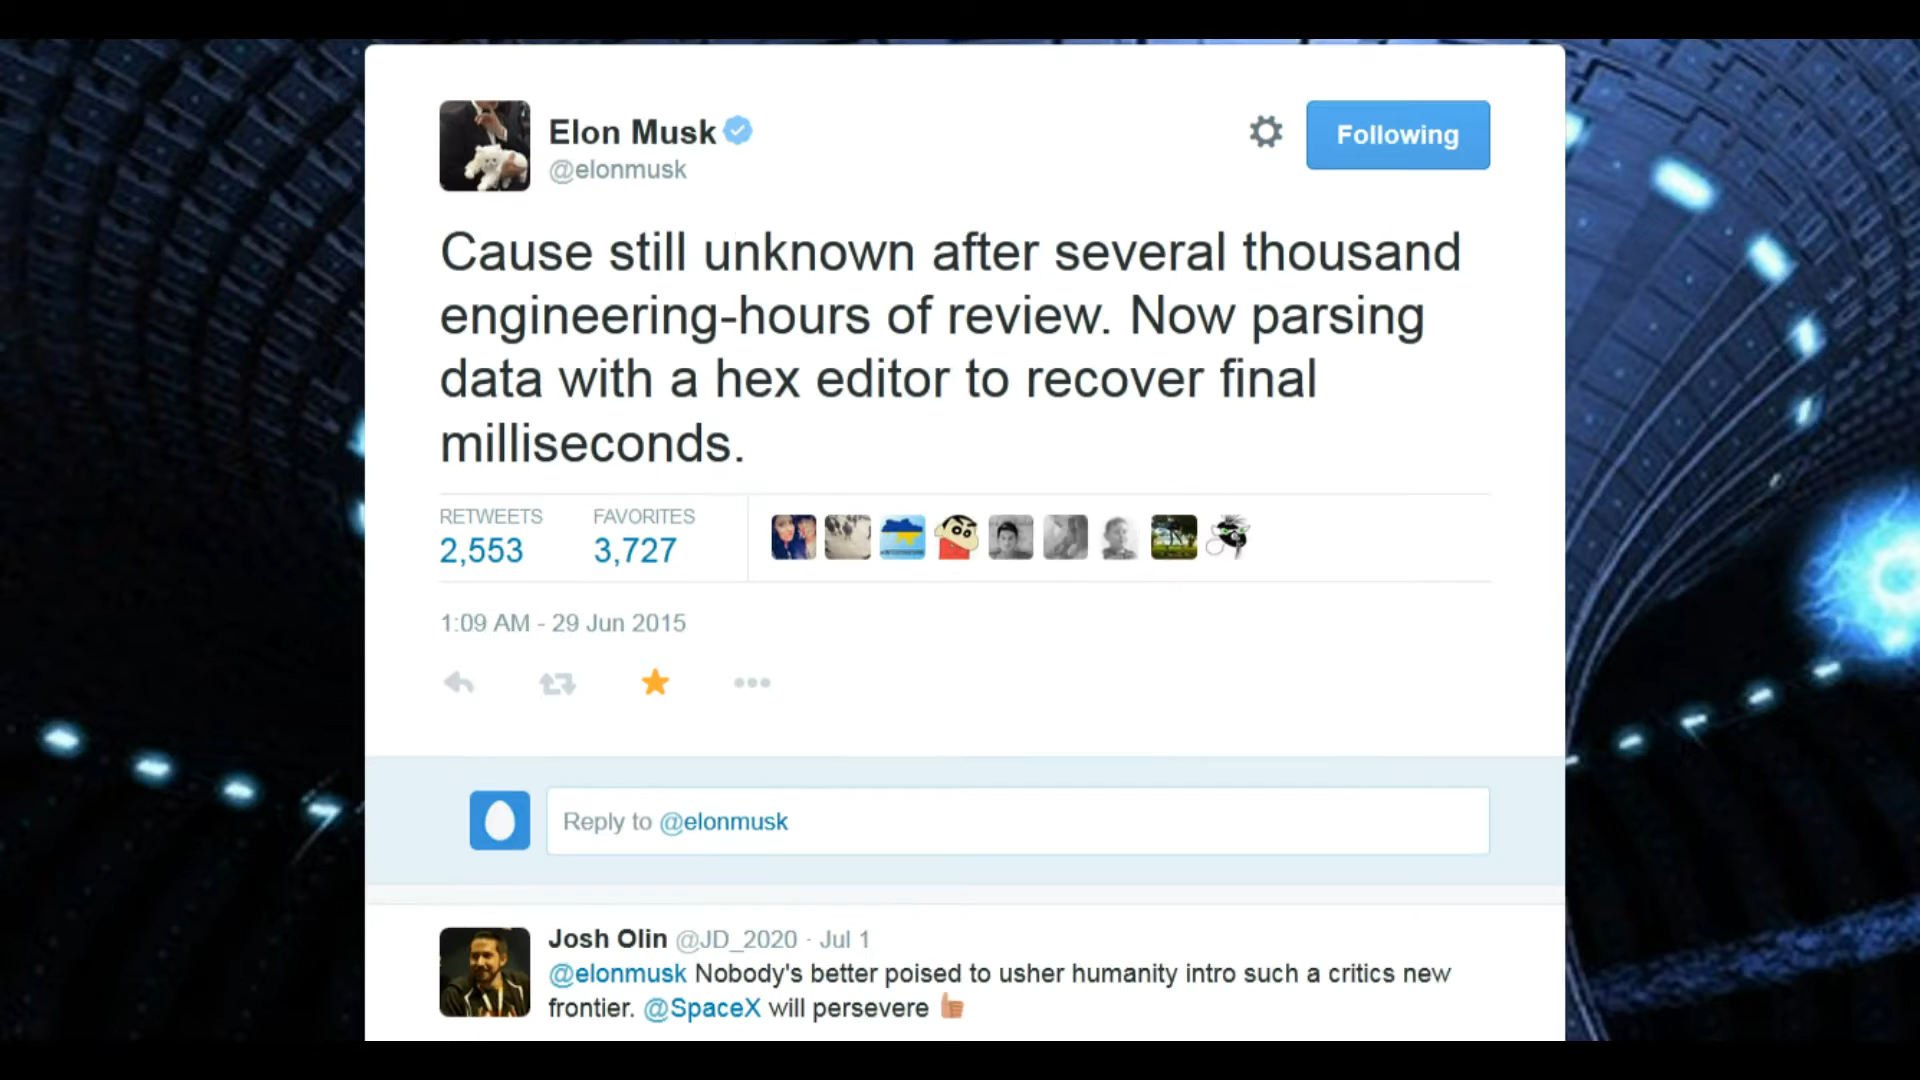 Elon Musk
@elonmusk
Following
Cause still unknown after several thousand
engineering-hours of review. Now parsing
data with a hex editor to recover final
milliseconds.
RETWEETS FAVORITES
2,553 3,727
1:09 AM - 29 Jun 2015
Reply to @elonmusk
Josh Olin @JD_2020 · Jul 1
@elonmusk Nobody's better poised to usher humanity intro such a critics new
frontier. @SpaceX will persevere